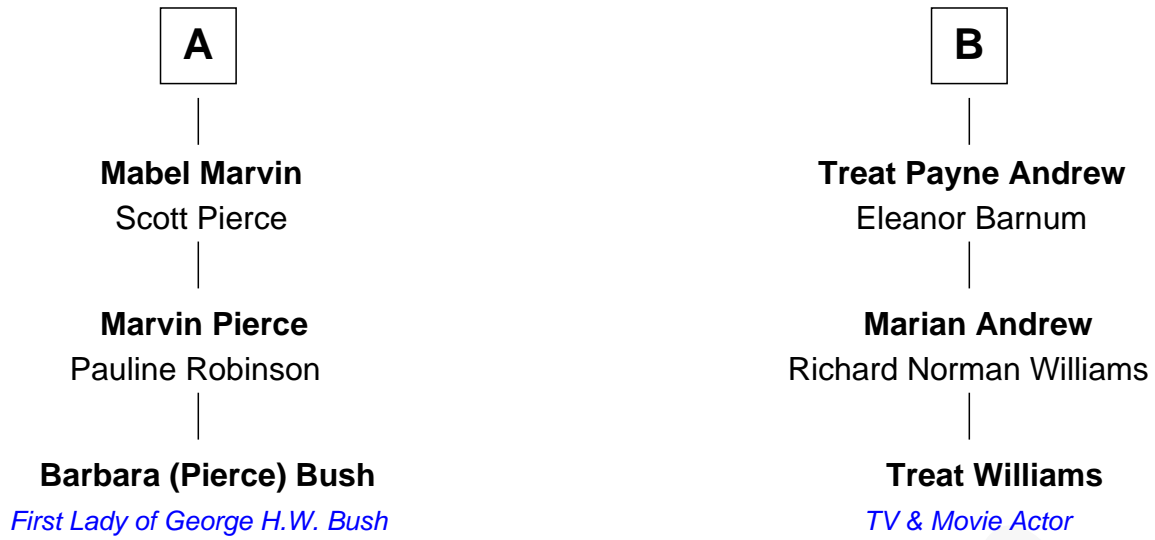 A
B
Mabel Marvin
Scott Pierce
Treat Payne Andrew
Eleanor Barnum
Marvin Pierce
Pauline Robinson
Marian Andrew
Richard Norman Williams
Barbara (Pierce) Bush
First Lady of George H.W. Bush
Treat Williams
TV & Movie Actor